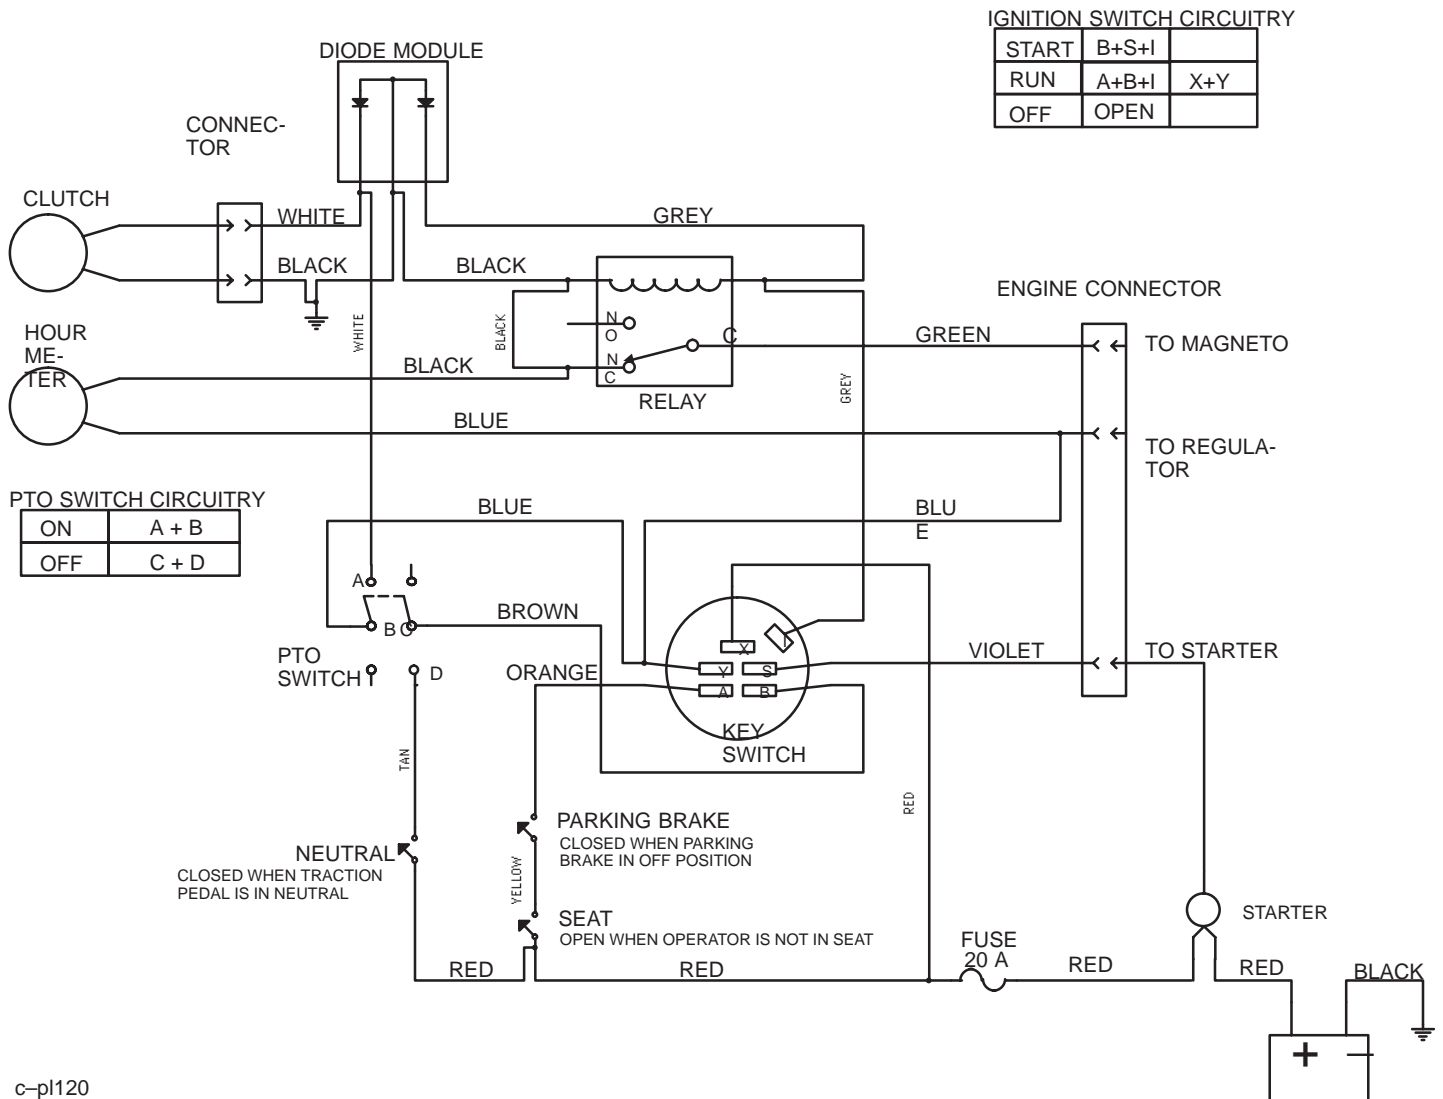 IGNITION SWITCH CIRCUITRY
START B+S+I
RUN A+B+I X+Y
OFF OPEN
DIODE MODULE
CONNEC-
TOR
CLUTCH
WHITE
GREY
BLACK
BLACK
ENGINE CONNECTOR
HOUR
ME-
TER
WHITE
BLACK
N
O
C
GREEN
TO MAGNETO
BLACK
N
C
GREY
RELAY
BLUE
TO REGULA-
TOR
PTO SWITCH CIRCUITRY
ON A + B
OFF C + D
BLUE
BLU
E
A
BROWN
B C
X
I
VIOLET
TO STARTER
PTO
SWITCH
D
ORANGE
Y
S
A
B
KEY
SWITCH
TAN
RED
PARKING BRAKE
CLOSED WHEN PARKING
BRAKE IN OFF POSITION
NEUTRAL
CLOSED WHEN TRACTION
PEDAL IS IN NEUTRAL
YELLOW
SEAT
OPEN WHEN OPERATOR IS NOT IN SEAT
STARTER
FUSE
20 A
RED
RED
RED
RED
BLACK
+
—
c–pl120